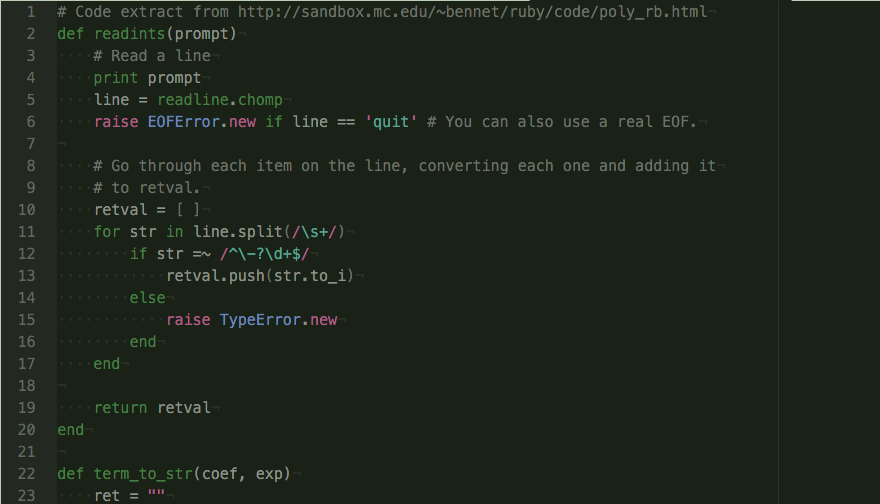 1 # Code extract from http://sandbox.mc.edu/~bennet/ruby/code/poly_rb.html
2 def readints(prompt)
3     # Read a line
4     print prompt
5     line = readline.chomp
6     raise EOFError.new if line == 'quit' # You can also use a real EOF.
7
8     # Go through each item on the line, converting each one and adding it
9     # to retval.
10     retval = [ ]
11     for str in line.split(/\s+/)
12         if str =~ /^\-?\d+$/
13             retval.push(str.to_i)
14         else
15             raise TypeError.new
16         end
17     end
18
19     return retval
20 end
21
22 def term_to_str(coef, exp)
23     ret = ""